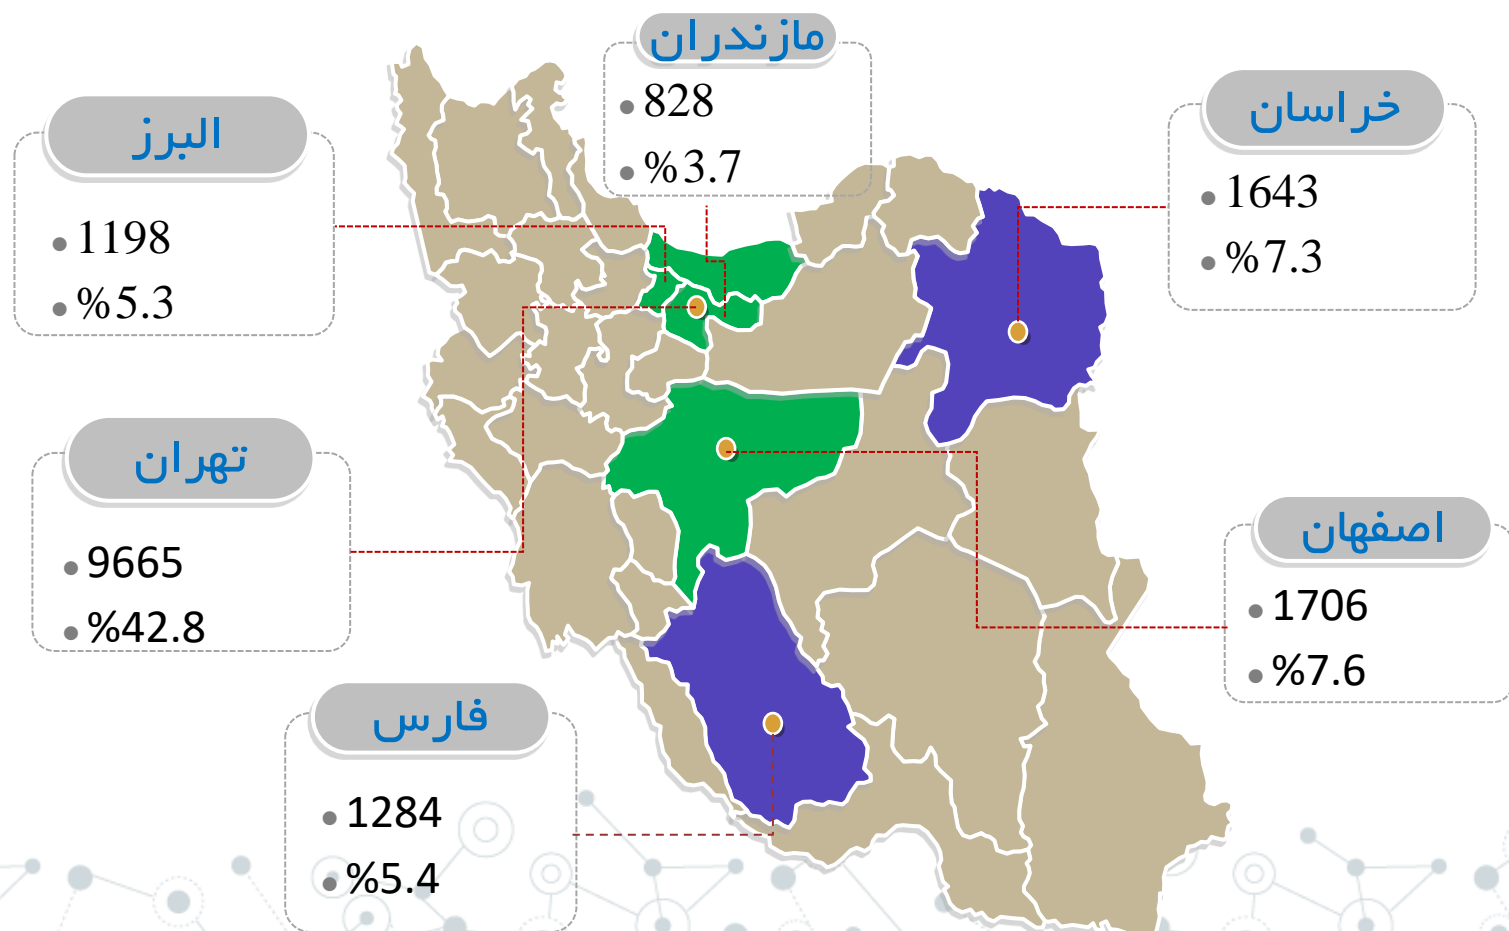 مازندران
828
%3.7
خراسان
1643
%7.3
البرز
1198
%5.3
تهران
9665
%42.8
اصفهان
1706
%7.6
فارس
1284
%5.4